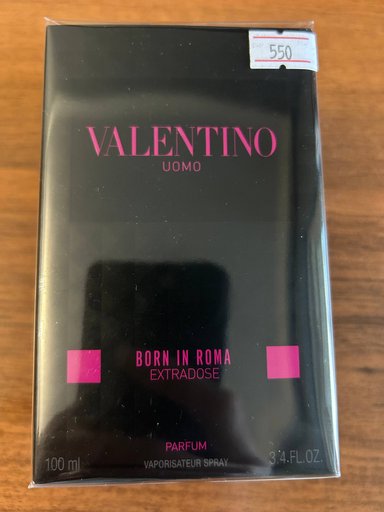 550
VALENTINO
UOMO
BORN IN ROMA
EXTRADOSE
PARFUM
100 ml VAPORISATEUR SPRAY 3.4.FL.OZ.